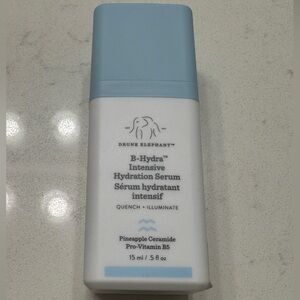 DRUNK ELEPHANT™
B-Hydra™
Intensive
Hydration Serum
Sérum hydratant
intensif
QUENCH + ILLUMINATE
Pineapple Ceramide
Pro-Vitamin B5
15 ml / .5 fl oz